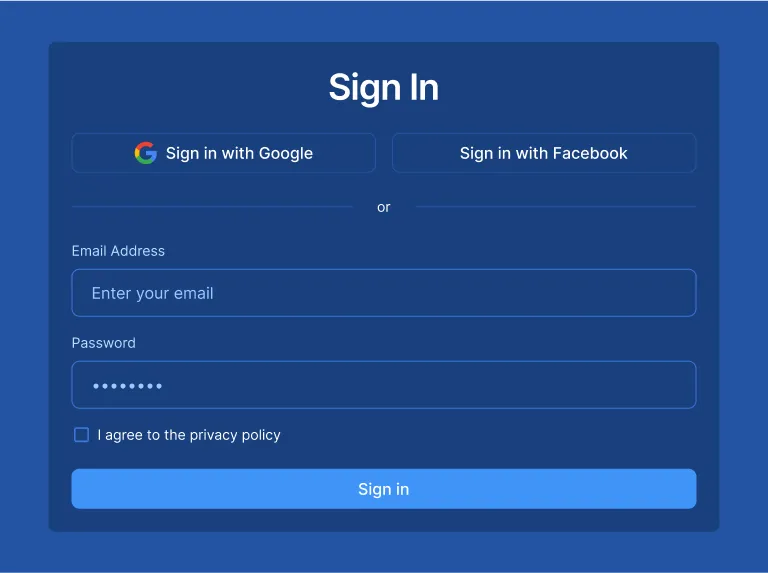 Sign In
Sign in with Google
Sign in with Facebook
or
Email Address
Enter your email
Password
••••••••
I agree to the privacy policy
Sign in